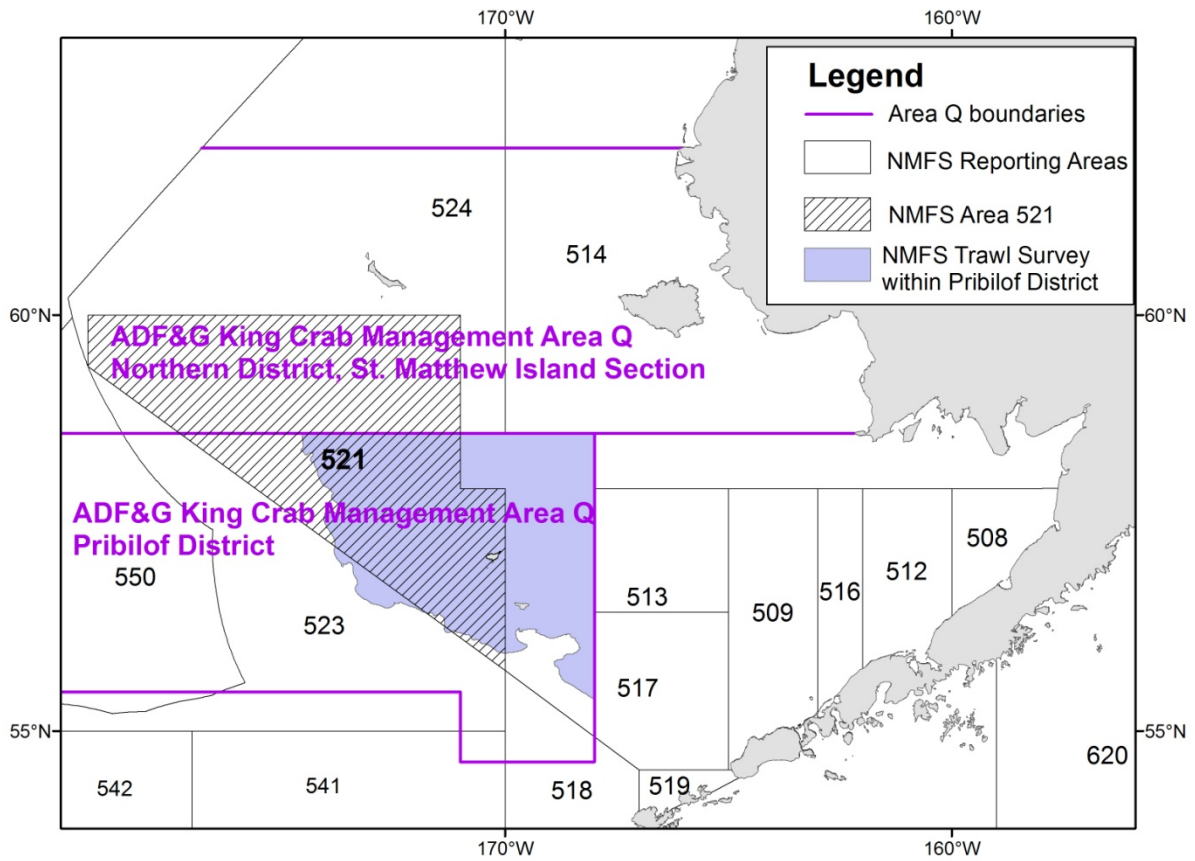 170°W
160°W
Legend
Area Q boundaries
NMFS Reporting Areas
NMFS Area 521
NMFS Trawl Survey
within Pribilof District
524
514
60°N
60°N
ADF&G King Crab Management Area Q
Northern District, St. Matthew Island Section
521
ADF&G King Crab Management Area Q
Pribilof District
550
523
513
509
516
512
508
517
55°N
55°N
620
542
541
518
519
170°W
160°W